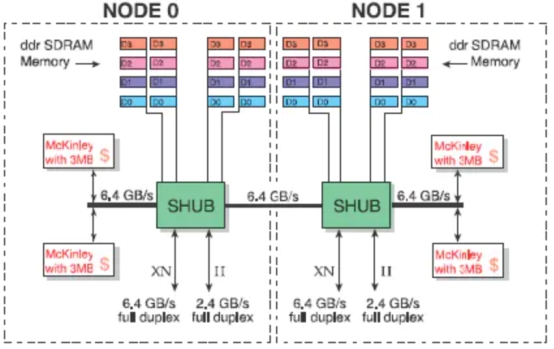 NODE 0
NODE 1
ddr SDRAM
Memory
D3 D3 D3 D3
D2 D2 D2 D2
D1 D1 D1 D1
D0 D0 D0 D0
D3 D3 D3 D3
D2 D2 D2 D2
D1 D1 D1 D1
D0 D0 D0 D0
ddr SDRAM
Memory
McKinley
with 3MB $
McKinley
with 3MB $
6.4 GB/s
SHUB
6.4 GB/s
SHUB
6.4 GB/s
McKinley
with 3MB $
McKinley
with 3MB $
XN
II
XN
II
6.4 GB/s
full duplex
2.4 GB/s
full duplex
6.4 GB/s
full duplex
2.4 GB/s
full duplex